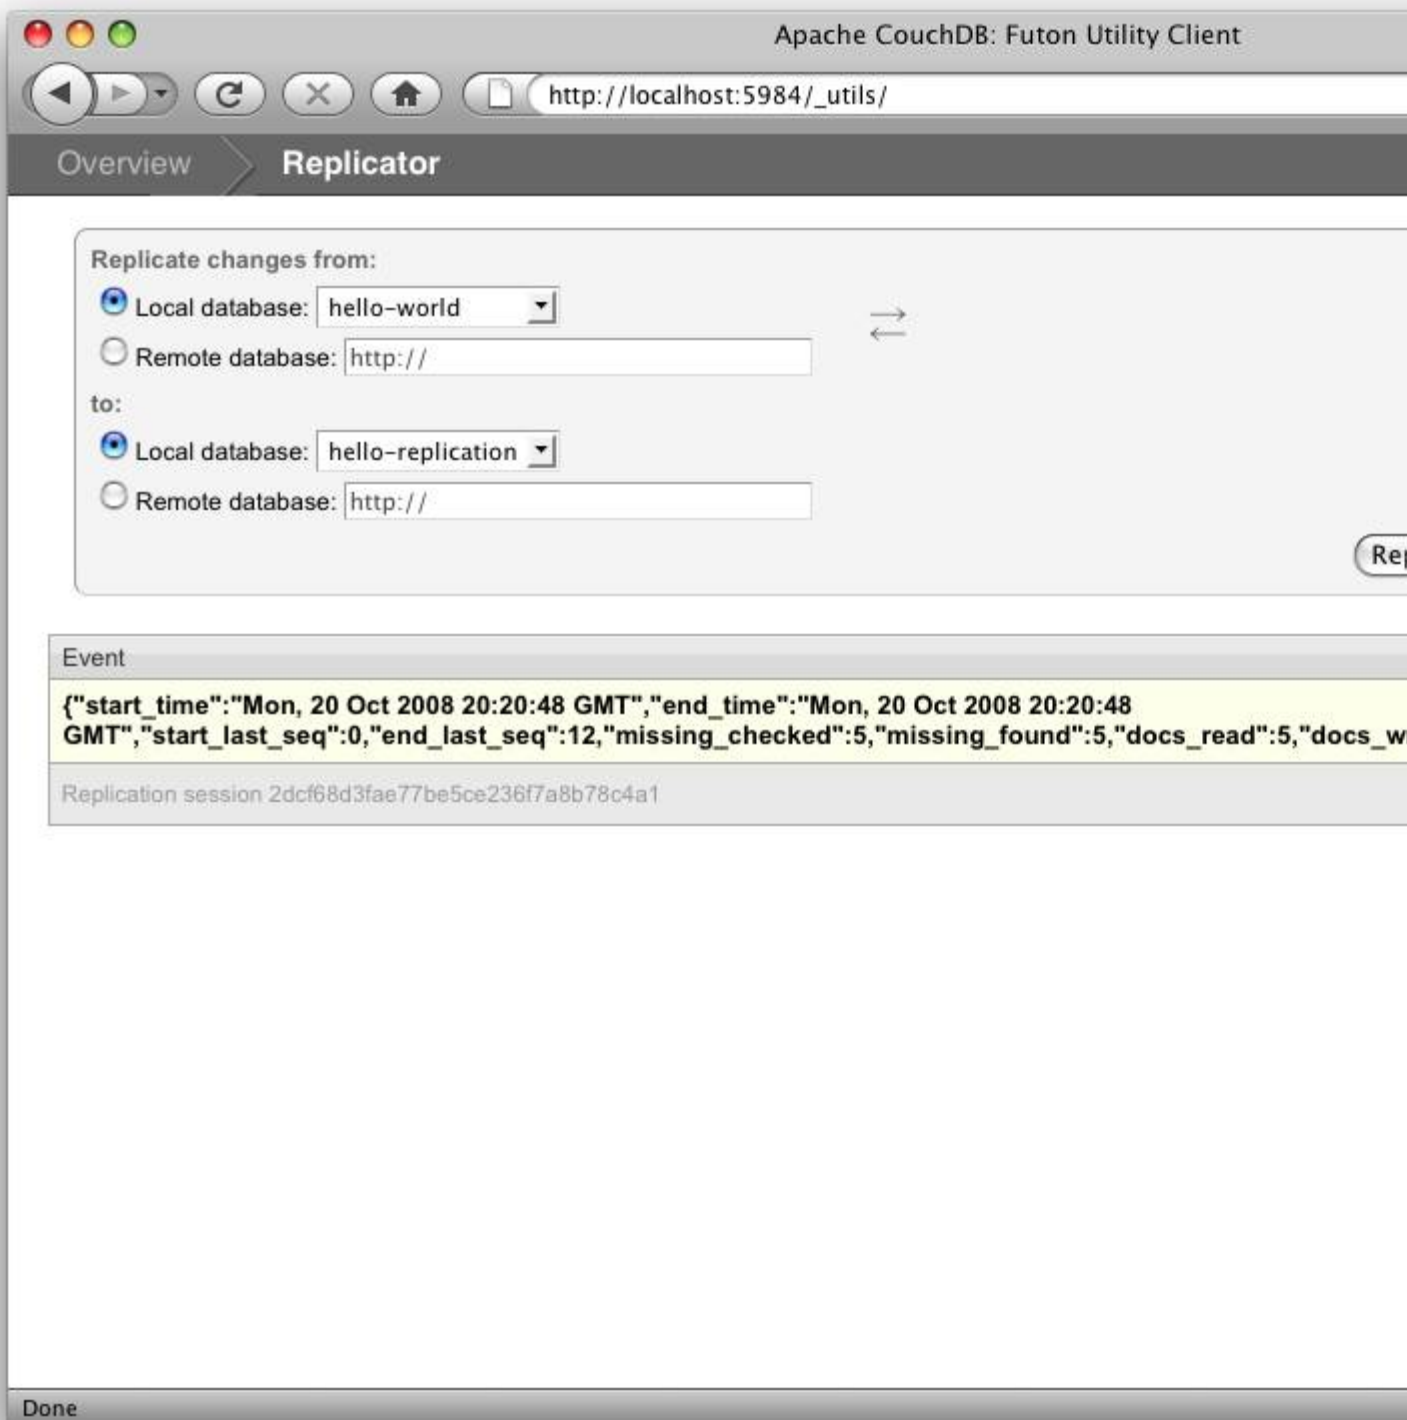 Apache CouchDB: Futon Utility Client
http://localhost:5984/_utils/
Overview Replicator
Replicate changes from:
Local database: hello-world
Remote database: http://
to:
Local database: hello-replication
Remote database: http://
Rep
Event
{"start_time":"Mon, 20 Oct 2008 20:20:48 GMT","end_time":"Mon, 20 Oct 2008 20:20:48
GMT","start_last_seq":0,"end_last_seq":12,"missing_checked":5,"missing_found":5,"docs_read":5,"docs_w
Replication session 2dcf68d3fae77be5ce236f7a8b78c4a1
Done